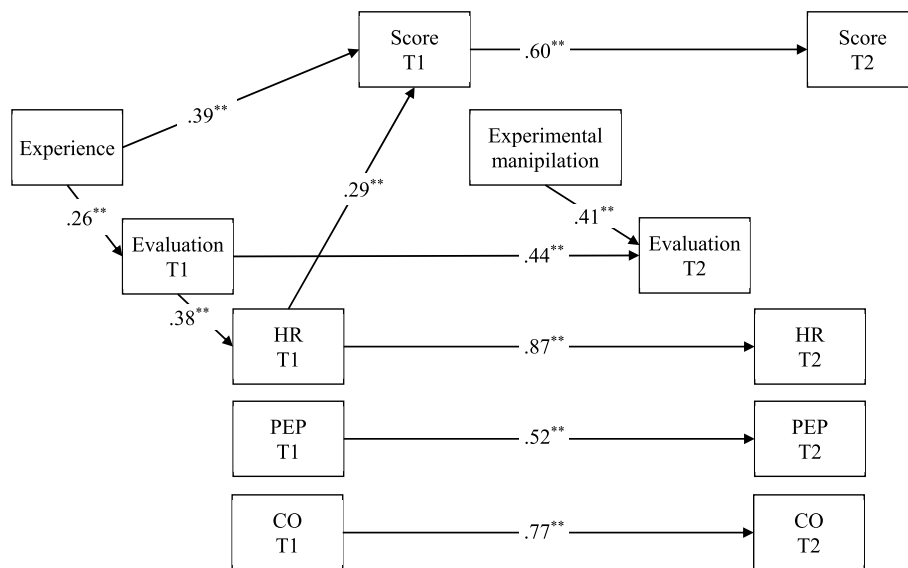 Score
T1
.60**
Score
T2
.39**
Experience
Experimental
manipilation
.29**
.26**
.41**
Evaluation
T1
.44**
Evaluation
T2
.38**
HR
T1
.87**
HR
T2
PEP
T1
.52**
PEP
T2
CO
T1
.77**
CO
T2